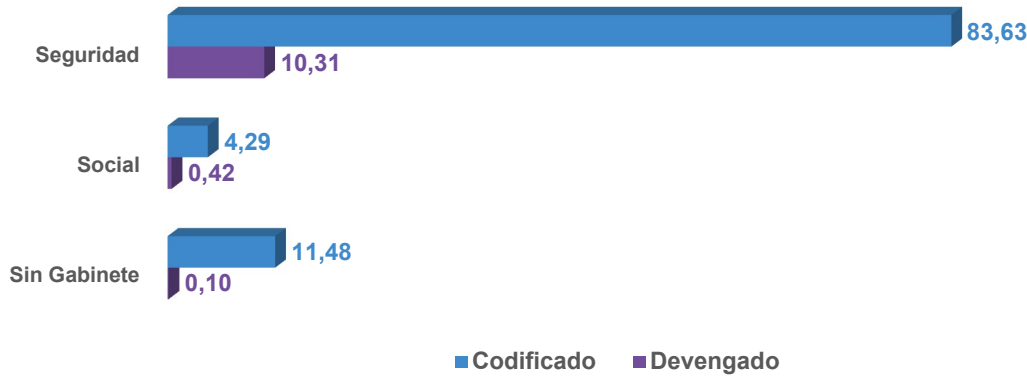 Seguridad
83,63
10,31
Social
4,29
0,42
Sin Gabinete
11,48
0,10
Codificado Devengado